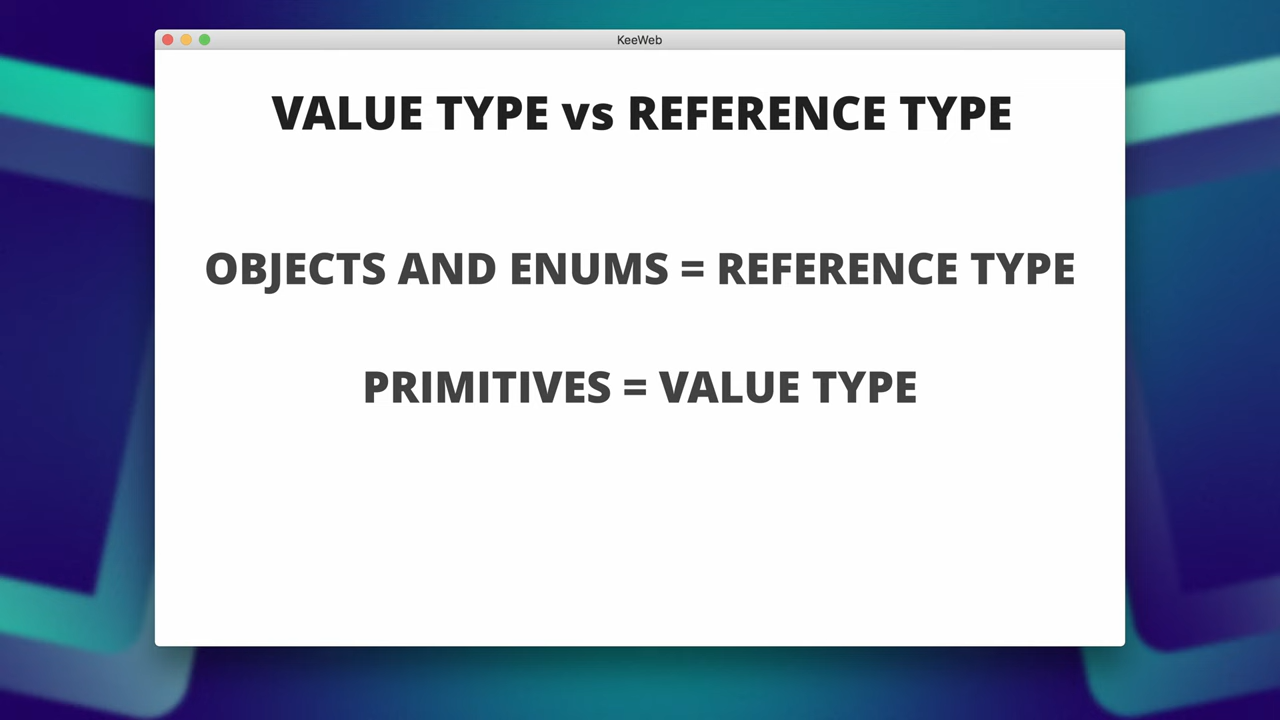 KeeWeb
VALUE TYPE vs REFERENCE TYPE
OBJECTS AND ENUMS = REFERENCE TYPE
PRIMITIVES = VALUE TYPE